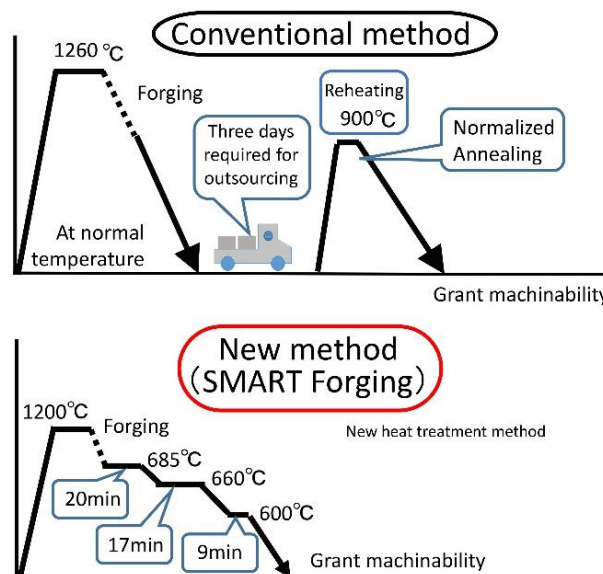 Conventional method
1260℃
Forging
Reheating
900℃
Normalized
Annealing
Three days
required for
outsourcing
At normal
temperature
Grant machinability
New method
(SMART Forging)
1200℃
Forging
New heat treatment method
685℃
660℃
600℃
20min
17min
9min
Grant machinability